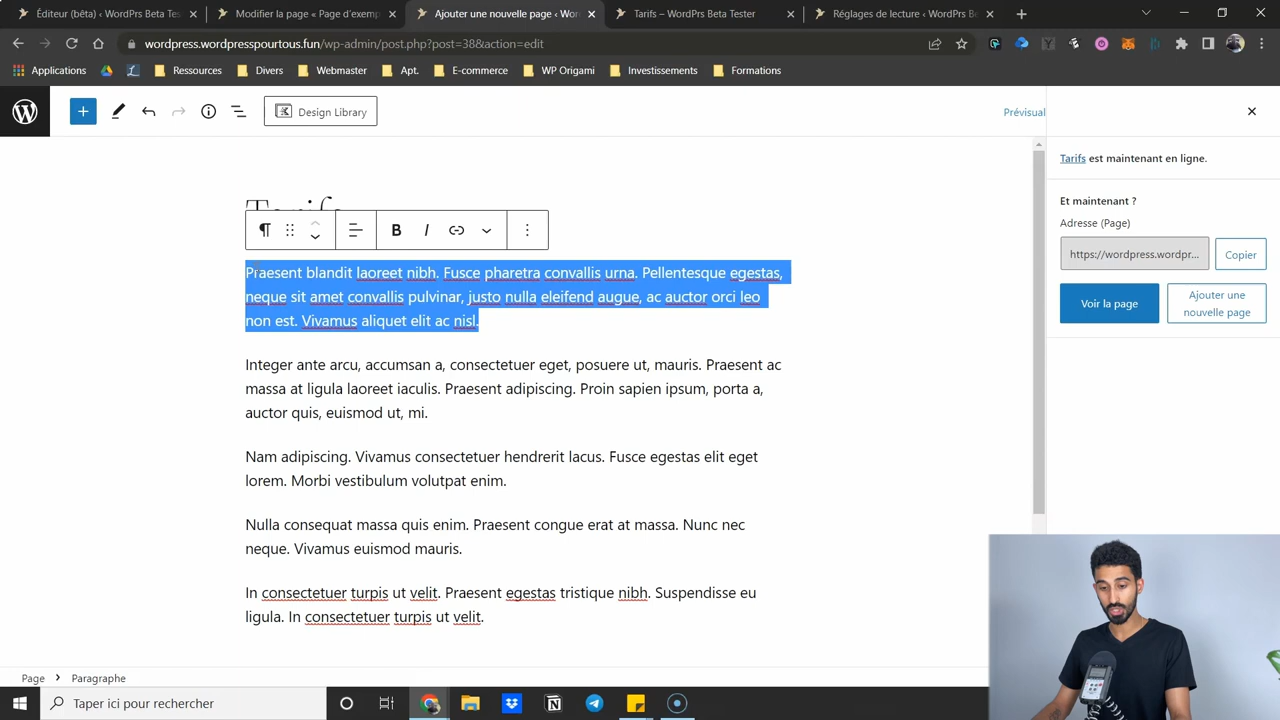 Éditeur (bêta) ‹ WordPrs Beta Tes
Modifier la page « Page d'exemp
Ajouter une nouvelle page ‹ Wor
Tarifs – WordPrs Beta Tester
Réglages de lecture ‹ WordPrs Be
wordpress.wordpresspourtous.fun/wp-admin/post.php?post=38&action=edit
Applications
Ressources
Divers
Webmaster
Apt.
E-commerce
WP Origami
Investissements
Formations
Design Library
Prévisual
Tarifs est maintenant en ligne.
Et maintenant ?
Adresse (Page)
https://wordpress.wordpr...
Copier
Voir la page
Ajouter une
nouvelle page
Tarifs
B I
Praesent blandit laoreet nibh. Fusce pharetra convallis urna. Pellentesque egestas,
neque sit amet convallis pulvinar, justo nulla eleifend augue, ac auctor orci leo
non est. Vivamus aliquet elit ac nisl.
Integer ante arcu, accumsan a, consectetuer eget, posuere ut, mauris. Praesent ac
massa at ligula laoreet iaculis. Praesent adipiscing. Proin sapien ipsum, porta a,
auctor quis, euismod ut, mi.
Nam adipiscing. Vivamus consectetuer hendrerit lacus. Fusce egestas elit eget
lorem. Morbi vestibulum volutpat enim.
Nulla consequat massa quis enim. Praesent congue erat at massa. Nunc nec
neque. Vivamus euismod mauris.
In consectetuer turpis ut velit. Praesent egestas tristique nibh. Suspendisse eu
ligula. In consectetuer turpis ut velit.
Page
Paragraphe
Taper ici pour rechercher